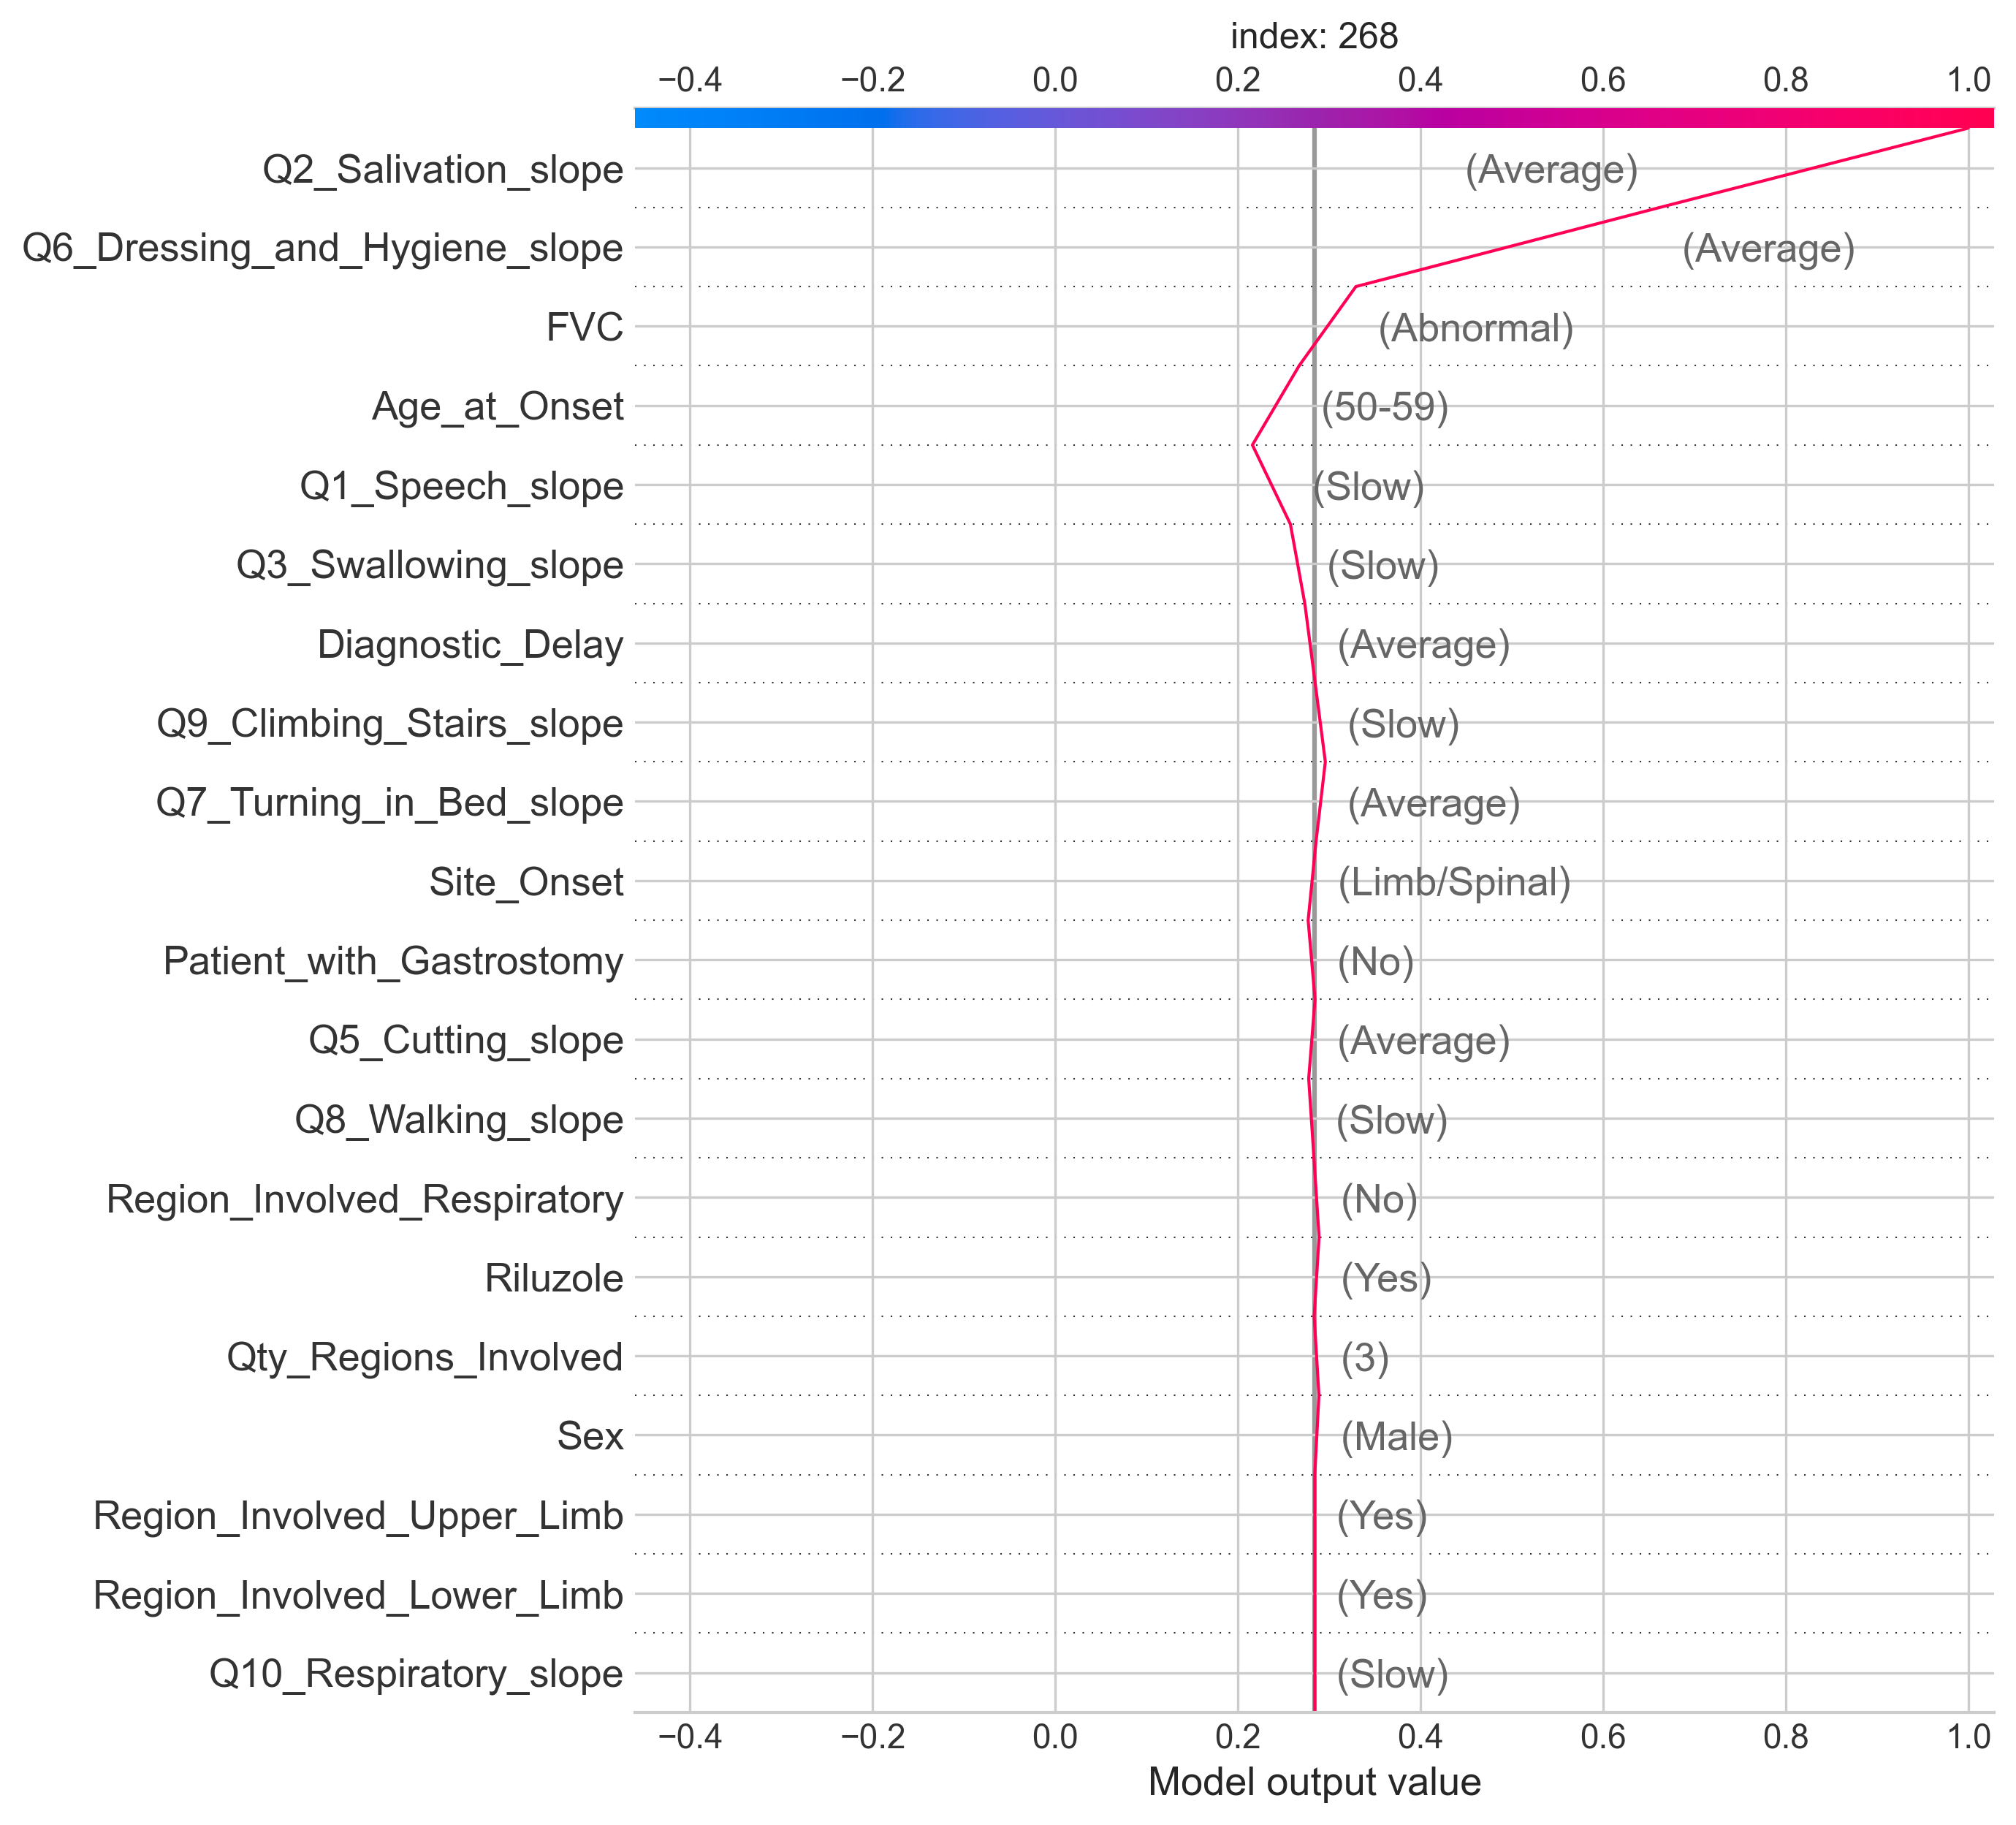 index: 268
−0.4 −0.2 0.0 0.2 0.4 0.6 0.8 1.0
Q2_Salivation_slope (Average)
Q6_Dressing_and_Hygiene_slope (Average)
FVC (Abnormal)
Age_at_Onset (50-59)
Q1_Speech_slope (Slow)
Q3_Swallowing_slope (Slow)
Diagnostic_Delay (Average)
Q9_Climbing_Stairs_slope (Slow)
Q7_Turning_in_Bed_slope (Average)
Site_Onset (Limb/Spinal)
Patient_with_Gastrostomy (No)
Q5_Cutting_slope (Average)
Q8_Walking_slope (Slow)
Region_Involved_Respiratory (No)
Riluzole (Yes)
Qty_Regions_Involved (3)
Sex (Male)
Region_Involved_Upper_Limb (Yes)
Region_Involved_Lower_Limb (Yes)
Q10_Respiratory_slope (Slow)
−0.4 −0.2 0.0 0.2 0.4 0.6 0.8 1.0
Model output value